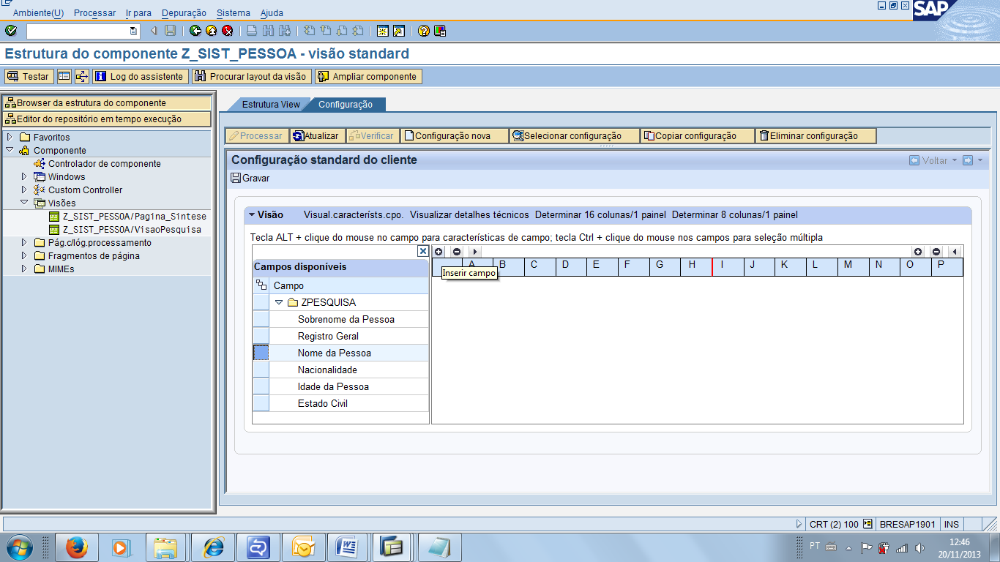 Ambiente(U) Processar Ir para Depuração Sistema Ajuda
SAP
Estrutura do componente Z_SIST_PESSOA - visão standard
Testar Log do assistente Procurar layout da visão Ampliar componente
Browser da estrutura do componente
Editor do repositório em tempo execução
Favoritos
Componente
Controlador de componente
Windows
Custom Controller
Visões
Z_SIST_PESSOA/Pagina_Sintese
Z_SIST_PESSOA/VisaoPesquisa
Pág.c/lóg.processamento
Fragmentos de página
MIMEs
Estrutura View Configuração
Processar Atualizar Verificar Configuração nova Selecionar configuração Copiar configuração Eliminar configuração
Configuração standard do cliente
Voltar
Gravar
Visão Visual.característs.cpo. Visualizar detalhes técnicos Determinar 16 colunas/1 painel Determinar 8 colunas/1 painel
Tecla ALT + clique do mouse no campo para características de campo; tecla Ctrl + clique do mouse nos campos para seleção múltipla
Campos disponíveis
Campo
ZPESQUISA
Sobrenome da Pessoa
Registro Geral
Nome da Pessoa
Nacionalidade
Idade da Pessoa
Estado Civil
A B C D E F G H I J K L M N O P
Inserir campo
CRT (2) 100 BRESAP1901 INS
PT
12:46
20/11/2013